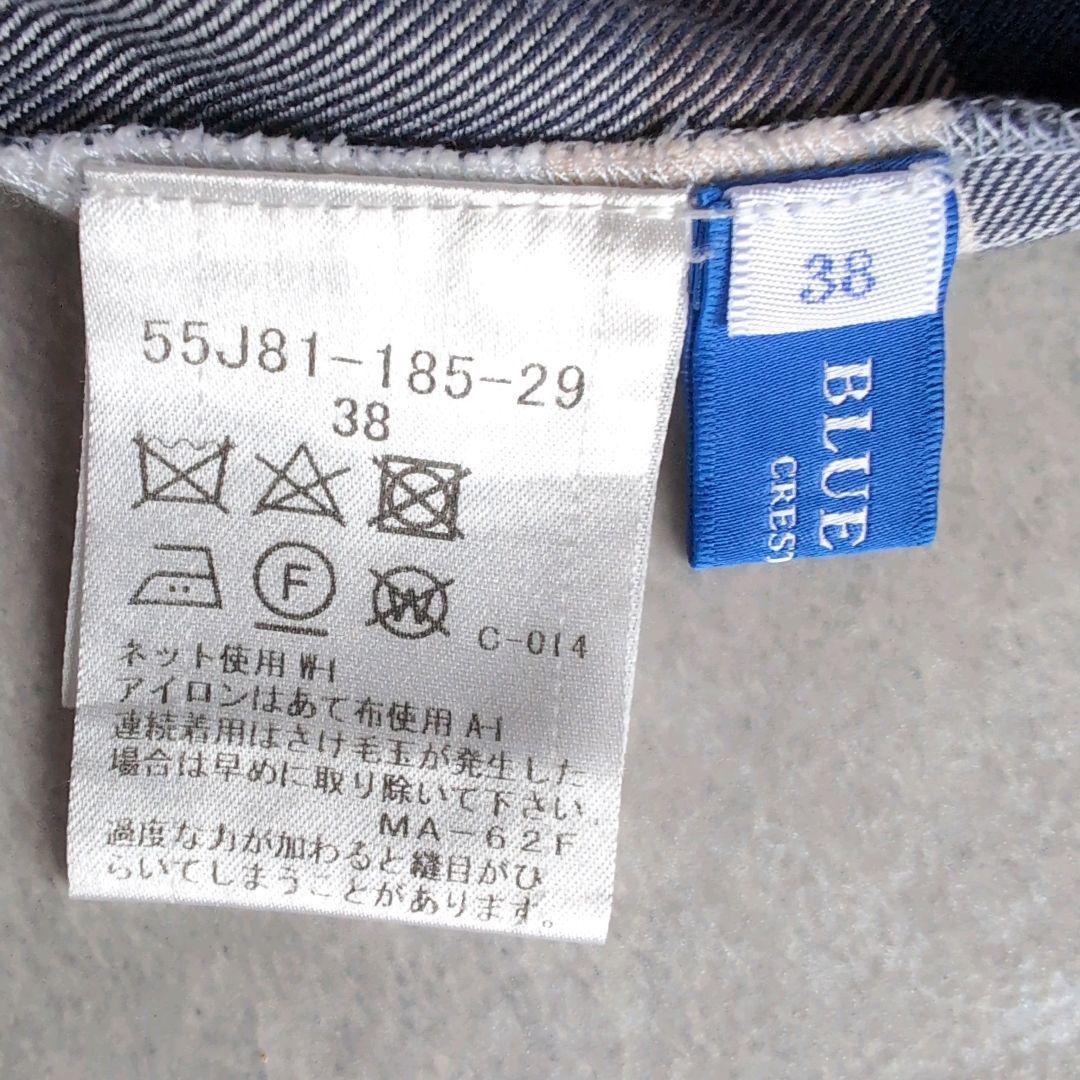 55J81-185-29
38
F
W
C-014
ネット使用 WH-1
アイロンはあて布使用 A-1
連続着用はさけ毛玉が発生した
場合は早めに取り除いて下さい。
MA-62F
過度な力が加わると縫目がひ
らいてしまうことがあります。
38
BLUE
CREST